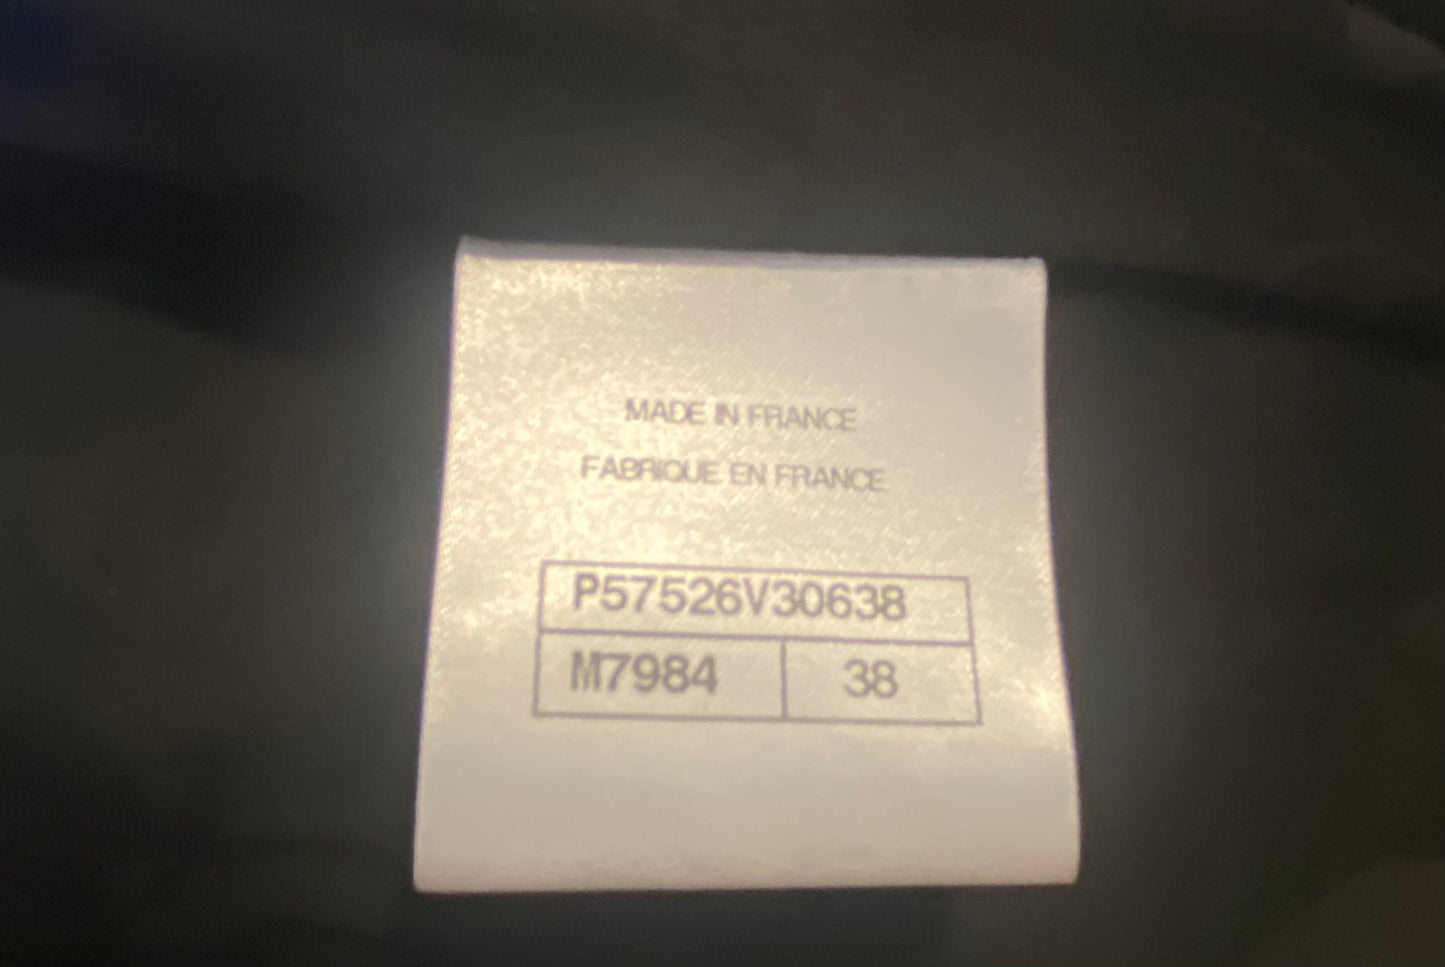 MADE IN FRANCE
FABRIQUE EN FRANCE
P57526V30638
M7984 38